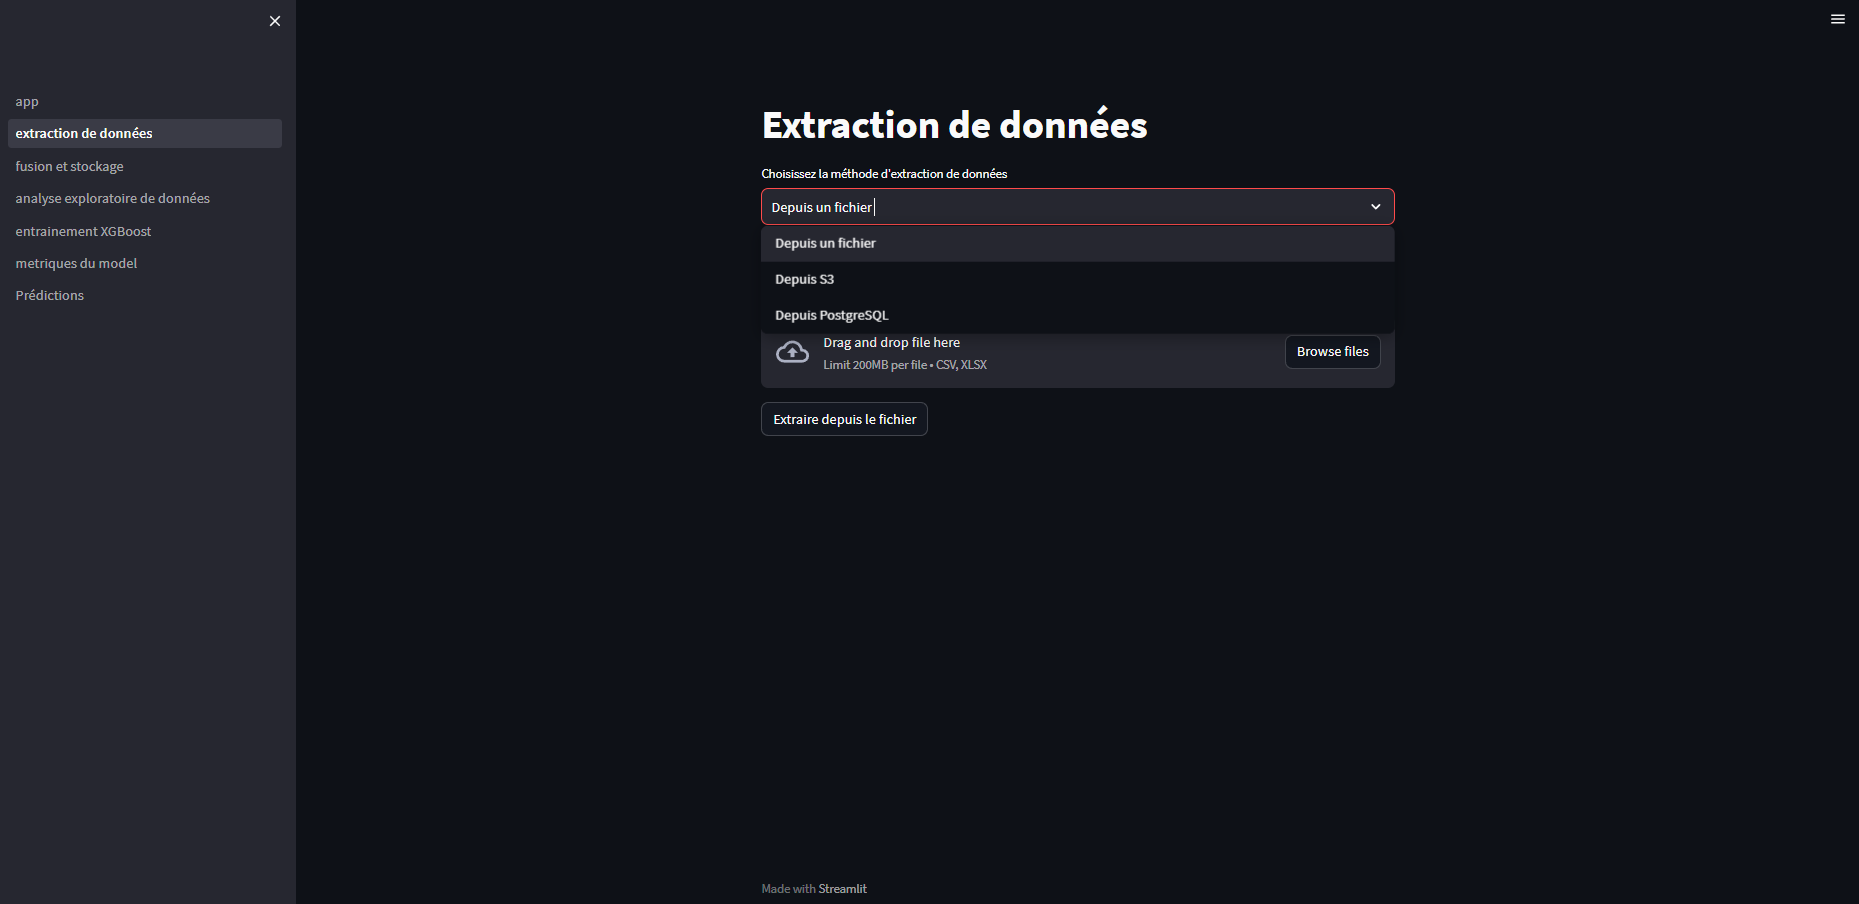 app
extraction de données
fusion et stockage
analyse exploratoire de données
entrainement XGBoost
metriques du model
Prédictions
Extraction de données
Choisissez la méthode d'extraction de données
Depuis un fichier
Depuis un fichier
Depuis S3
Depuis PostgreSQL
Drag and drop file here
Limit 200MB per file • CSV, XLSX
Browse files
Extraire depuis le fichier
Made with Streamlit